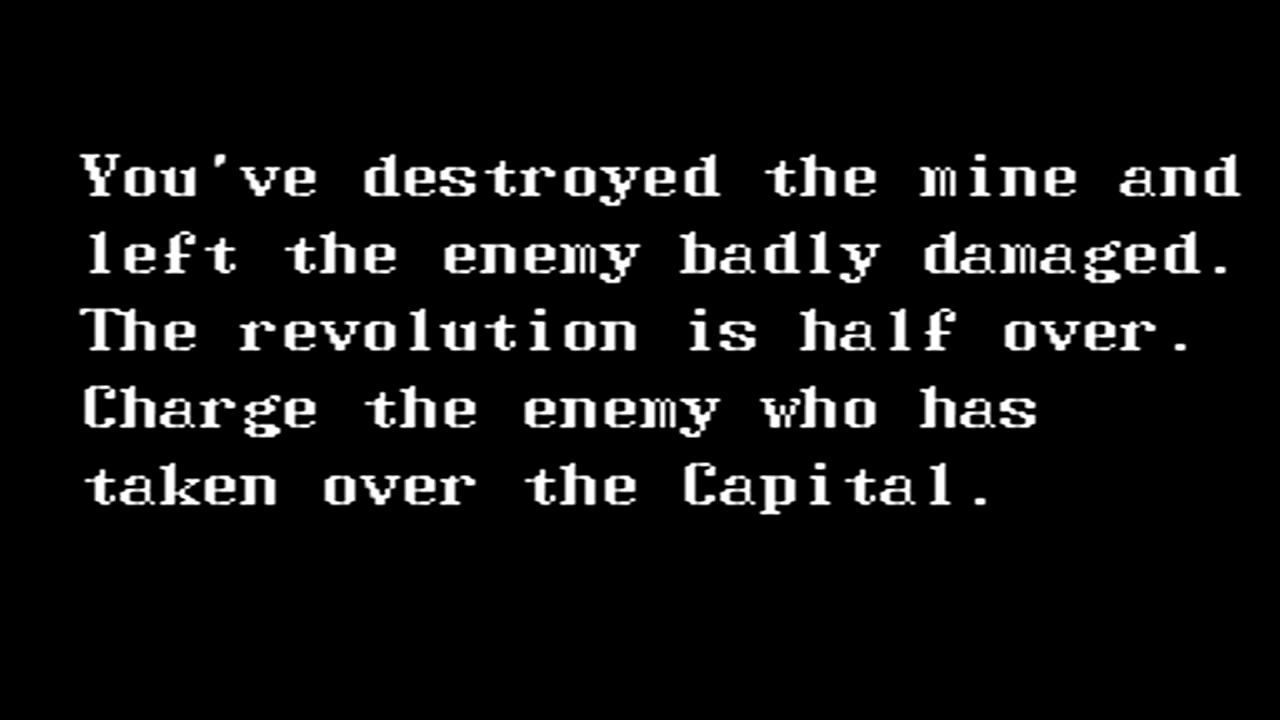 You've destroyed the mine and
left the enemy badly damaged.
The revolution is half over.
Charge the enemy who has
taken over the Capital.